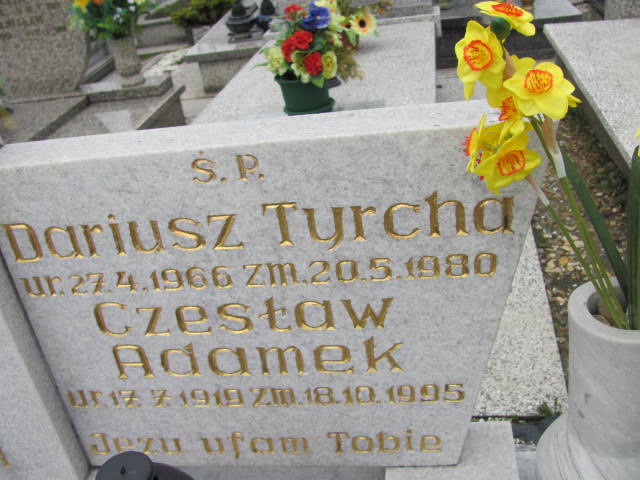 Ś.P.
Dariusz Tyrcha
ur.27.4.1966 zm.20.5.1980
Czesław
Adamek
ur.17.7.1919 zm.18.10.1995
Jezu ufam Tobie